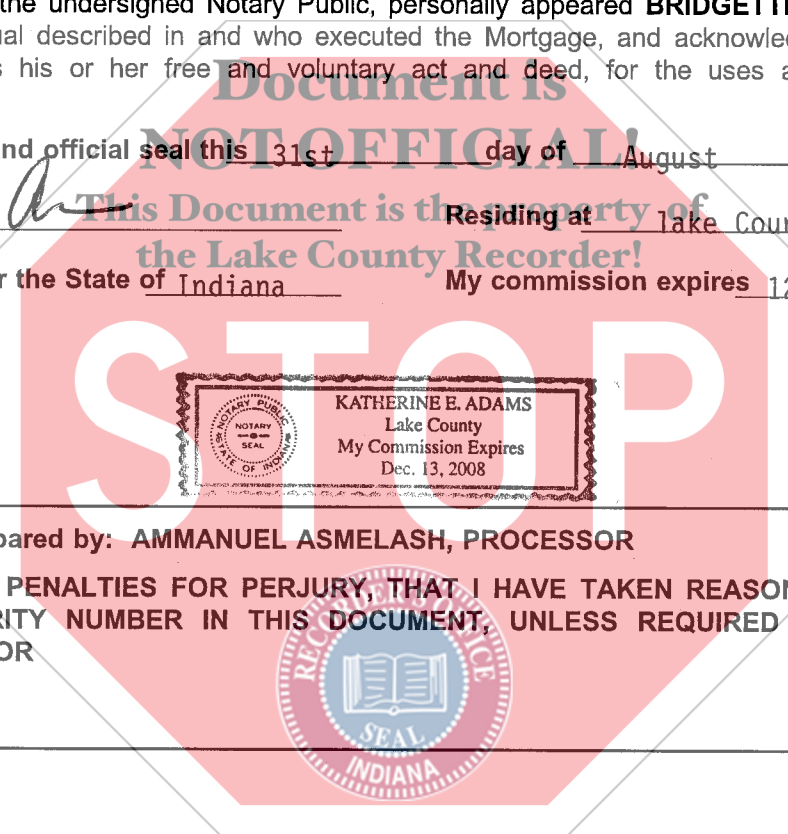 the undersigned Notary Public, personally appeared BRIDGETT
ual described in and who executed the Mortgage, and acknowle
s his or her free and voluntary act and deed, for the uses a
Document is
NOT OFFICIAL!
This Document is the property of
the Lake County Recorder!
nd official seal this 31st day of August
Residing at lake Cou
r the State of Indiana My commission expires 12
STOP
NOTARY PUBLIC
STATE OF INDIANA
NOTARY
SEAL
KATHERINE E. ADAMS
Lake County
My Commission Expires
Dec. 13, 2008
pared by: AMMANUEL ASMELASH, PROCESSOR
PENALTIES FOR PERJURY, THAT I HAVE TAKEN REASON
RITY NUMBER IN THIS DOCUMENT, UNLESS REQUIRED
OR
RECORDER'S OFFICE
SEAL
INDIANA